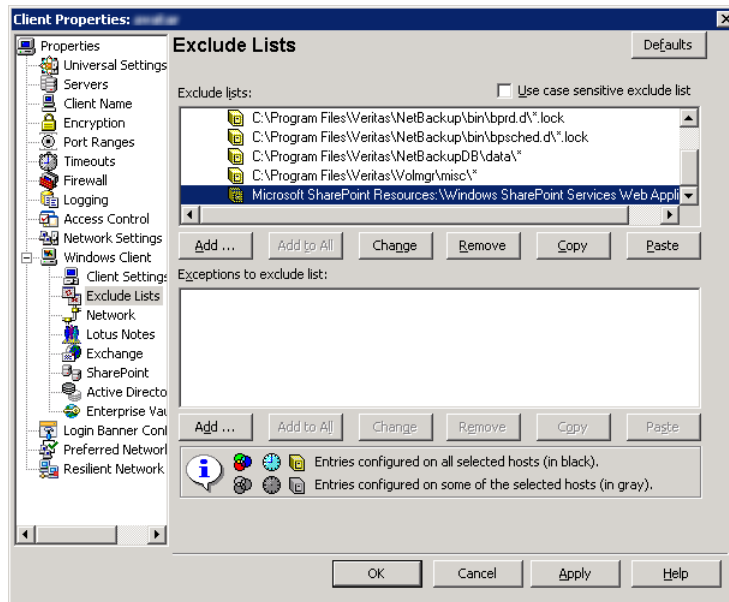 Client Properties:
Properties
Universal Settings
Servers
Client Name
Encryption
Port Ranges
Timeouts
Firewall
Logging
Access Control
Network Settings
Windows Client
Client Settings
Exclude Lists
Network
Lotus Notes
Exchange
SharePoint
Active Directo
Enterprise Vau
Login Banner Conf
Preferred Network
Resilient Network
Exclude Lists
Defaults
Exclude lists:
Use case sensitive exclude list
C:\Program Files\Veritas\NetBackup\bin\bprd.d\*.lock
C:\Program Files\Veritas\NetBackup\bin\bpsched.d\*.lock
C:\Program Files\Veritas\NetBackupDB\data\*
C:\Program Files\Veritas\Volmgr\misc\*
Microsoft SharePoint Resources:\Windows SharePoint Services Web Appli
Add ...
Add to All
Change
Remove
Copy
Paste
Exceptions to exclude list:
Add ...
Add to All
Change
Remove
Copy
Paste
Entries configured on all selected hosts (in black).
Entries configured on some of the selected hosts (in gray).
OK
Cancel
Apply
Help